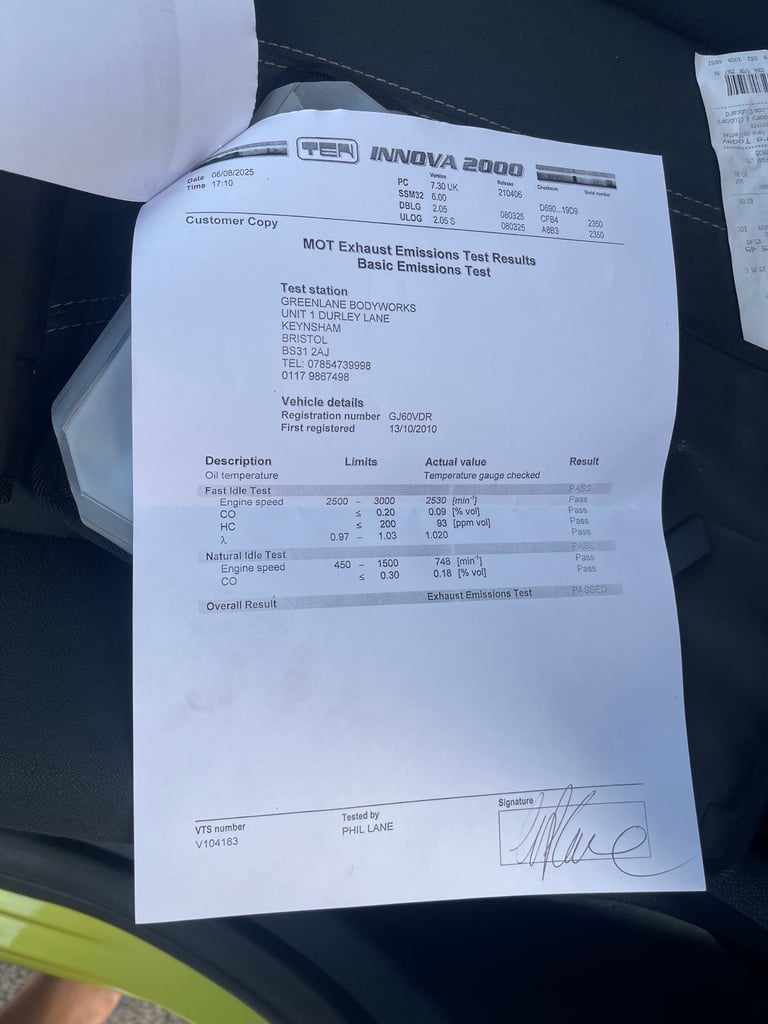 TEN INNOVA 2000
Date 06/08/2025
Time 17:10
Version Release Checksum Serial number
PC 7.30 UK 210406 D690...19D9
SSM32 6.00
DBLG 2.05 080325 CFB4 2350
ULOG 2.05 S 080325 A8B3 2350
Customer Copy
MOT Exhaust Emissions Test Results
Basic Emissions Test
Test station
GREENLANE BODYWORKS
UNIT 1 DURLEY LANE
KEYNSHAM
BRISTOL
BS31 2AJ
TEL: 07854739998
0117 9867498
Vehicle details
Registration number GJ60VDR
First registered 13/10/2010
Description Limits Actual value Result
Oil temperature Temperature gauge checked
Fast Idle Test PASS
Engine speed 2500 – 3000 2530 [min⁻¹] Pass
CO ≤ 0.20 0.09 [% vol] Pass
HC ≤ 200 93 [ppm vol] Pass
λ 0.97 – 1.03 1.020 Pass
Natural Idle Test PASS
Engine speed 450 – 1500 748 [min⁻¹] Pass
CO ≤ 0.30 0.18 [% vol] Pass
Overall Result Exhaust Emissions Test PASSED
VTS number Tested by Signature
V104183 PHIL LANE